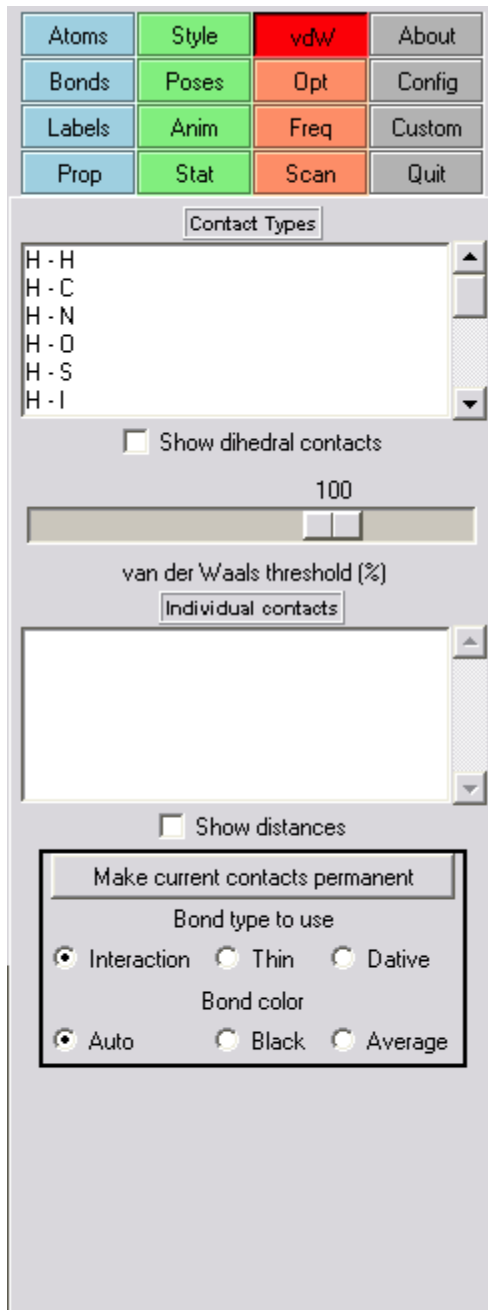 Atoms Style vdW About
Bonds Poses Opt Config
Labels Anim Freq Custom
Prop Stat Scan Quit
Contact Types
H - H
H - C
H - N
H - O
H - S
H - I
Show dihedral contacts
100
van der Waals threshold (%)
Individual contacts
Show distances
Make current contacts permanent
Bond type to use
Interaction Thin Dative
Bond color
Auto Black Average